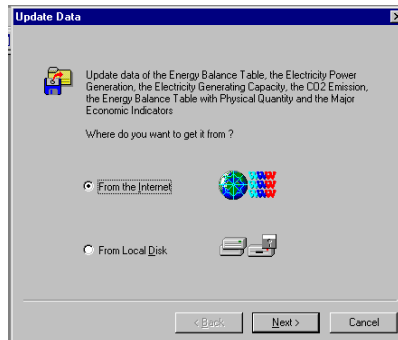 Update Data
Update data of the Energy Balance Table, the Electricity Power
Generation, the Electricity Generating Capacity, the CO2 Emission,
the Energy Balance Table with Physical Quantity and the Major
Economic Indicators
Where do you want to get it from ?
From the Internet
From Local Disk
< Back
Next >
Cancel